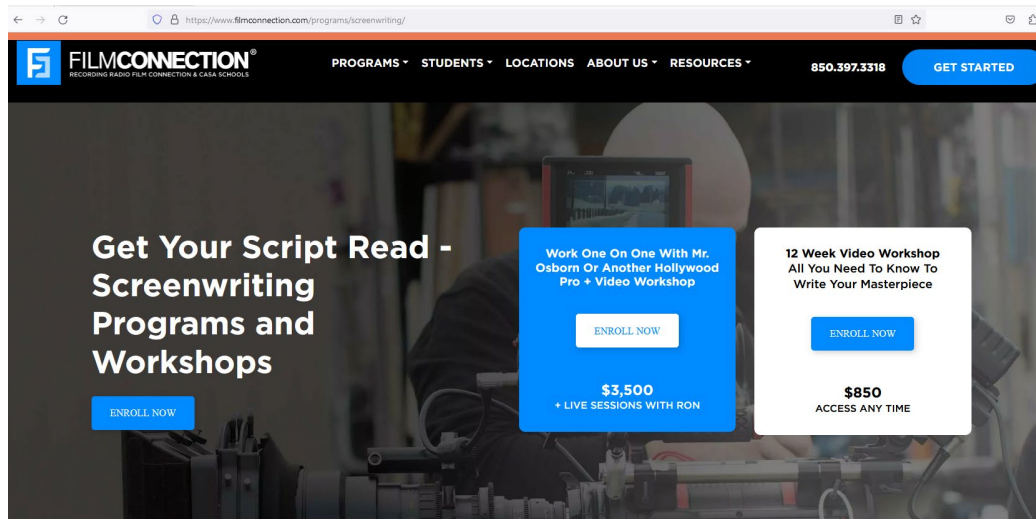 https://www.filmconnection.com/programs/screenwriting/
FILMCONNECTION®
RECORDING RADIO FILM CONNECTION & CASA SCHOOLS
PROGRAMS
STUDENTS
LOCATIONS
ABOUT US
RESOURCES
850.397.3318
GET STARTED
Get Your Script Read -
Screenwriting
Programs and
Workshops
ENROLL NOW
Work One On One With Mr.
Osborn Or Another Hollywood
Pro + Video Workshop
ENROLL NOW
$3,500
+ LIVE SESSIONS WITH RON
12 Week Video Workshop
All You Need To Know To
Write Your Masterpiece
ENROLL NOW
$850
ACCESS ANY TIME